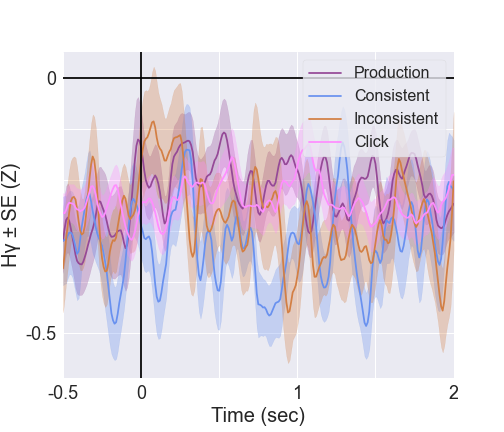 Production
Consistent
Inconsistent
Click
0
-0.5
Hγ ± SE (Z)
-0.5 0 1 2
Time (sec)